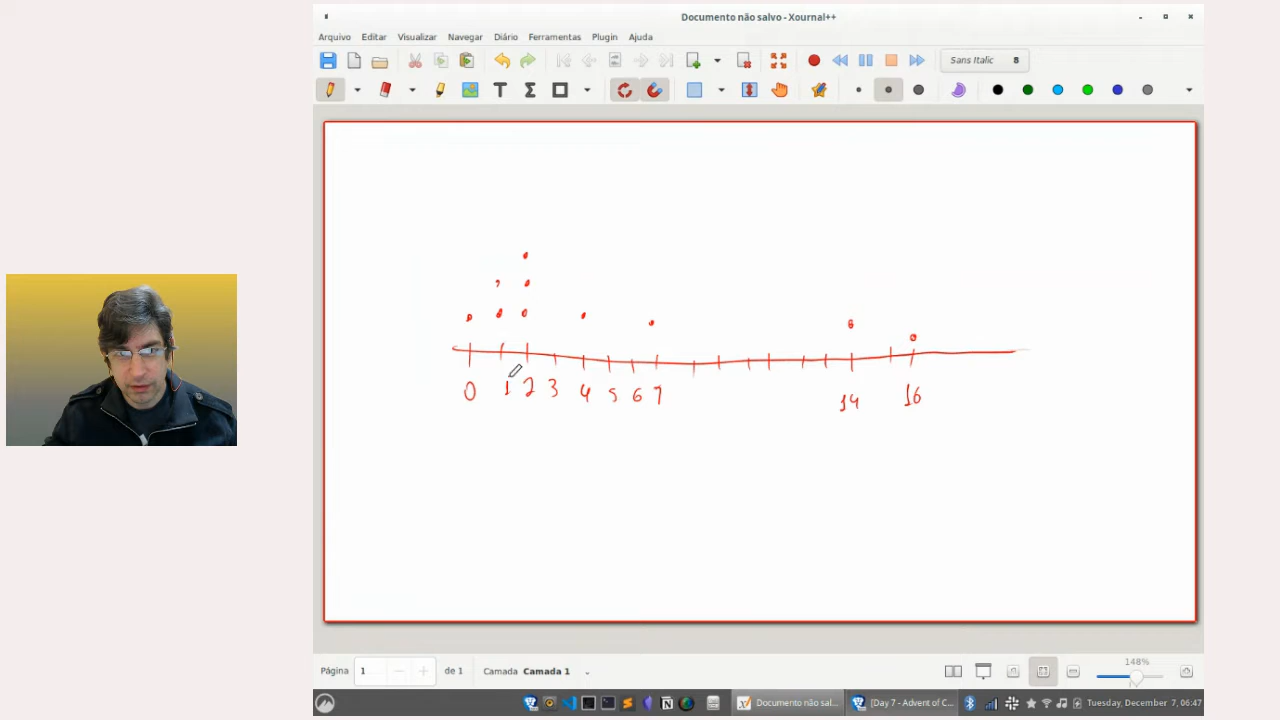 Documento não salvo - Xournal++
Arquivo Editar Visualizar Navegar Diário Ferramentas Plugin Ajuda
Sans Italic 8
0 1 2 3 4 5 6 7 14 16
Página 1 de 1 Camada Camada 1 148%
Documento não sal... [Day 7 - Advent of C... Tuesday, December 7, 06:47